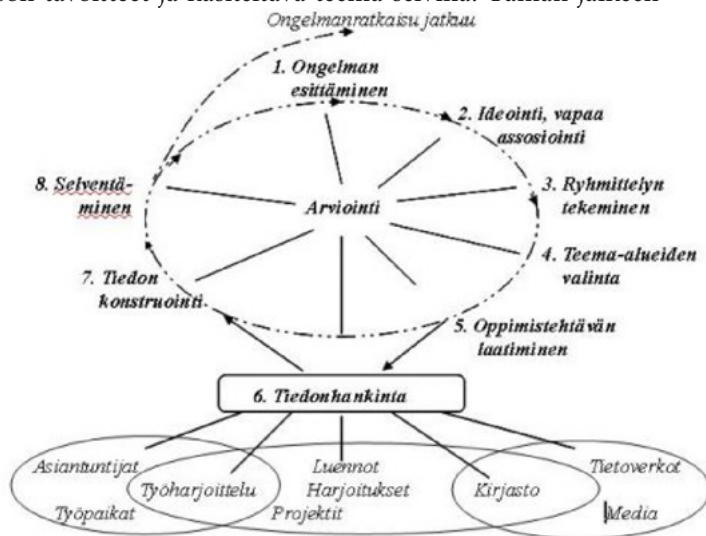 Ongelmanratkaisu jatkuu
1. Ongelman
esittäminen
2. Ideointi, vapaa
assosiointi
8. Selventä-
minen
Arviointi
3. Ryhmittelyn
tekeminen
4. Teema-alueiden
valinta
7. Tiedon
konstruointi
5. Oppimistehtävän
laatiminen
6. Tiedonhankinta
Asiantuntijat
Luennot
Tietoverkot
Työharjoittelu
Harjoitukset
Kirjasto
Työpaikat
Projektit
Media